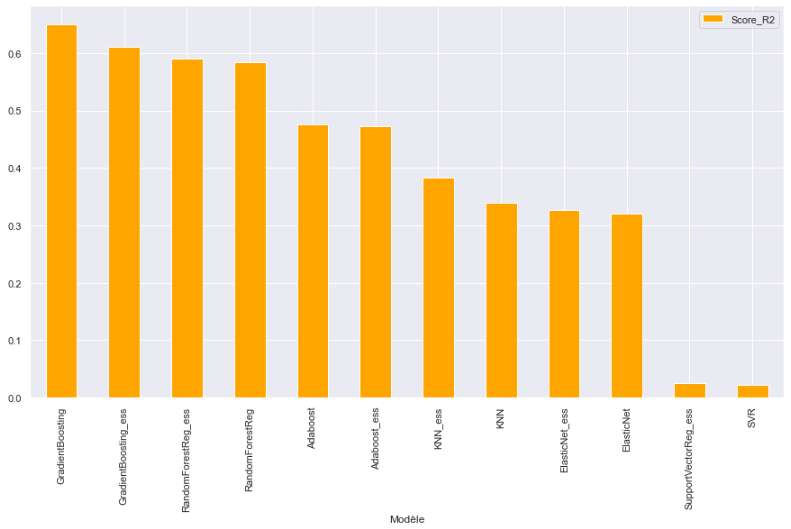 Score_R2
0.6
0.5
0.4
0.3
0.2
0.1
0.0
GradientBoosting
GradientBoosting_ess
RandomForestReg_ess
RandomForestReg
Adaboost
Adaboost_ess
KNN_ess
KNN
ElasticNet_ess
ElasticNet
SupportVectorReg_ess
SVR
Modèle